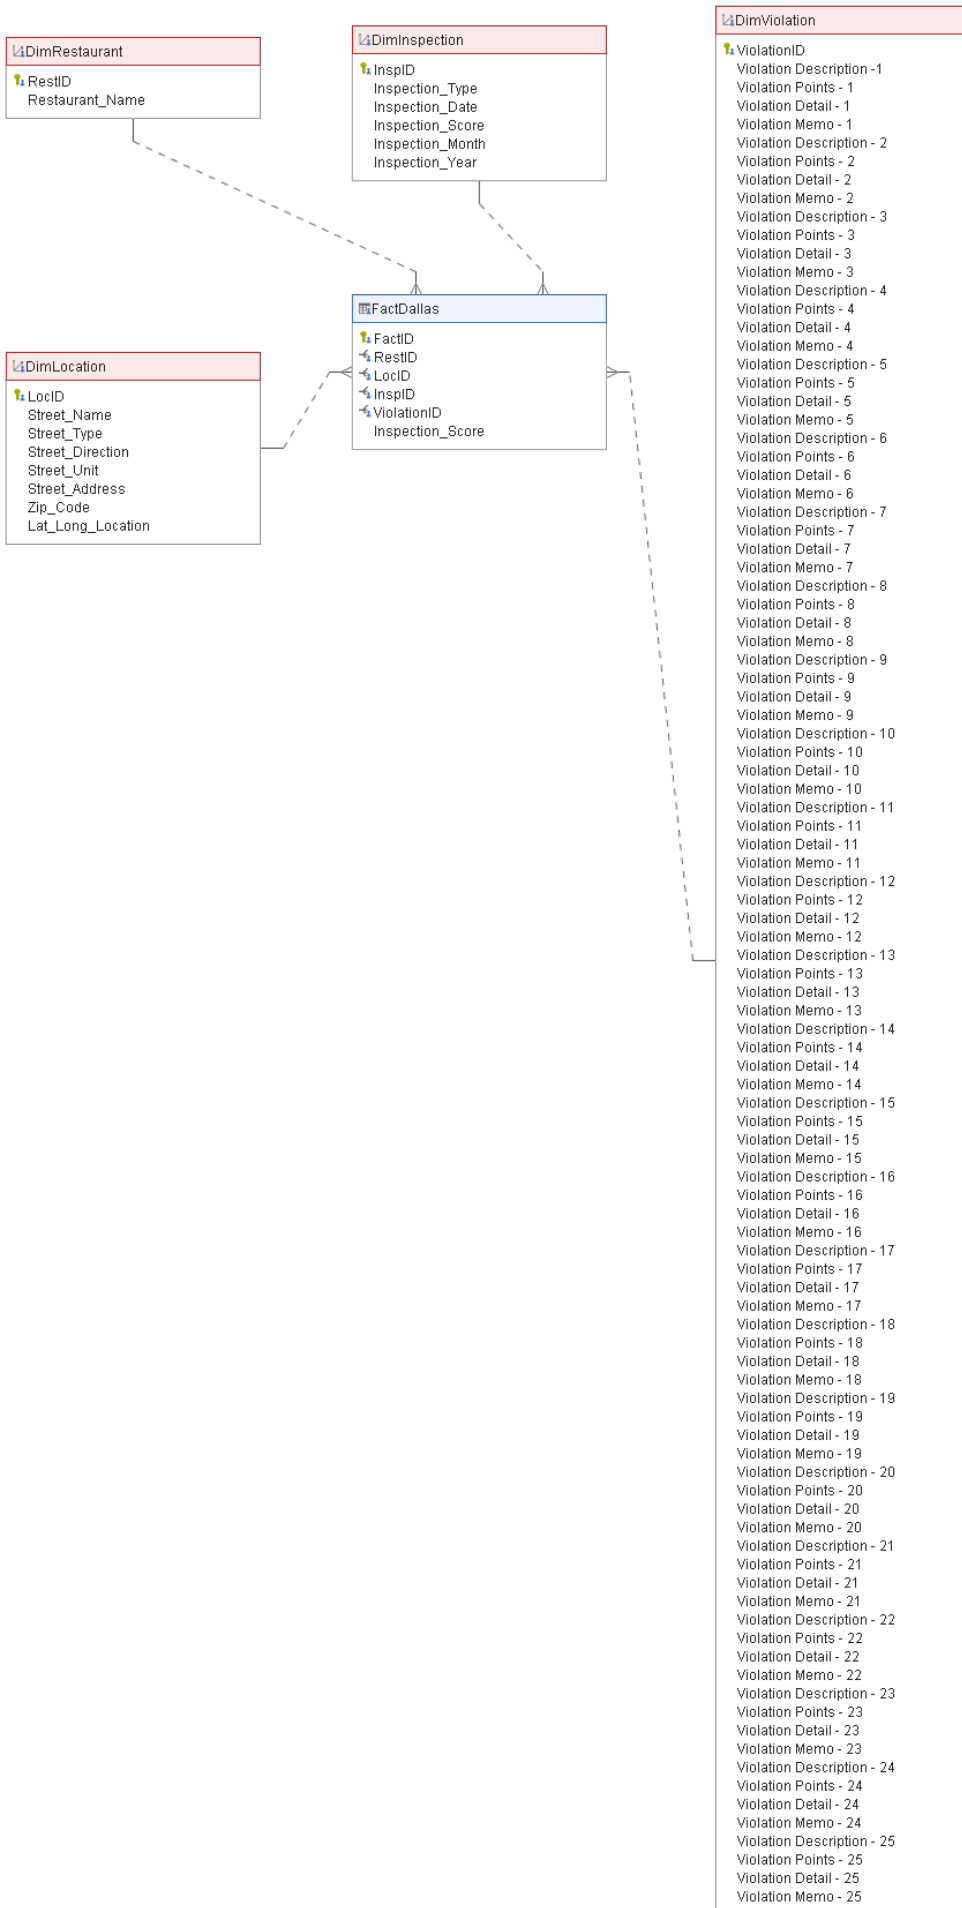 DimRestaurant
RestID
Restaurant_Name
DimInspection
InspID
Inspection_Type
Inspection_Date
Inspection_Score
Inspection_Month
Inspection_Year
FactDallas
FactID
RestID
LocID
InspID
ViolationID
Inspection_Score
DimLocation
LocID
Street_Name
Street_Type
Street_Direction
Street_Unit
Street_Address
Zip_Code
Lat_Long_Location
DimViolation
ViolationID
Violation Description -1
Violation Points - 1
Violation Detail - 1
Violation Memo - 1
Violation Description - 2
Violation Points - 2
Violation Detail - 2
Violation Memo - 2
Violation Description - 3
Violation Points - 3
Violation Detail - 3
Violation Memo - 3
Violation Description - 4
Violation Points - 4
Violation Detail - 4
Violation Memo - 4
Violation Description - 5
Violation Points - 5
Violation Detail - 5
Violation Memo - 5
Violation Description - 6
Violation Points - 6
Violation Detail - 6
Violation Memo - 6
Violation Description - 7
Violation Points - 7
Violation Detail - 7
Violation Memo - 7
Violation Description - 8
Violation Points - 8
Violation Detail - 8
Violation Memo - 8
Violation Description - 9
Violation Points - 9
Violation Detail - 9
Violation Memo - 9
Violation Description - 10
Violation Points - 10
Violation Detail - 10
Violation Memo - 10
Violation Description - 11
Violation Points - 11
Violation Detail - 11
Violation Memo - 11
Violation Description - 12
Violation Points - 12
Violation Detail - 12
Violation Memo - 12
Violation Description - 13
Violation Points - 13
Violation Detail - 13
Violation Memo - 13
Violation Description - 14
Violation Points - 14
Violation Detail - 14
Violation Memo - 14
Violation Description - 15
Violation Points - 15
Violation Detail - 15
Violation Memo - 15
Violation Description - 16
Violation Points - 16
Violation Detail - 16
Violation Memo - 16
Violation Description - 17
Violation Points - 17
Violation Detail - 17
Violation Memo - 17
Violation Description - 18
Violation Points - 18
Violation Detail - 18
Violation Memo - 18
Violation Description - 19
Violation Points - 19
Violation Detail - 19
Violation Memo - 19
Violation Description - 20
Violation Points - 20
Violation Detail - 20
Violation Memo - 20
Violation Description - 21
Violation Points - 21
Violation Detail - 21
Violation Memo - 21
Violation Description - 22
Violation Points - 22
Violation Detail - 22
Violation Memo - 22
Violation Description - 23
Violation Points - 23
Violation Detail - 23
Violation Memo - 23
Violation Description - 24
Violation Points - 24
Violation Detail - 24
Violation Memo - 24
Violation Description - 25
Violation Points - 25
Violation Detail - 25
Violation Memo - 25